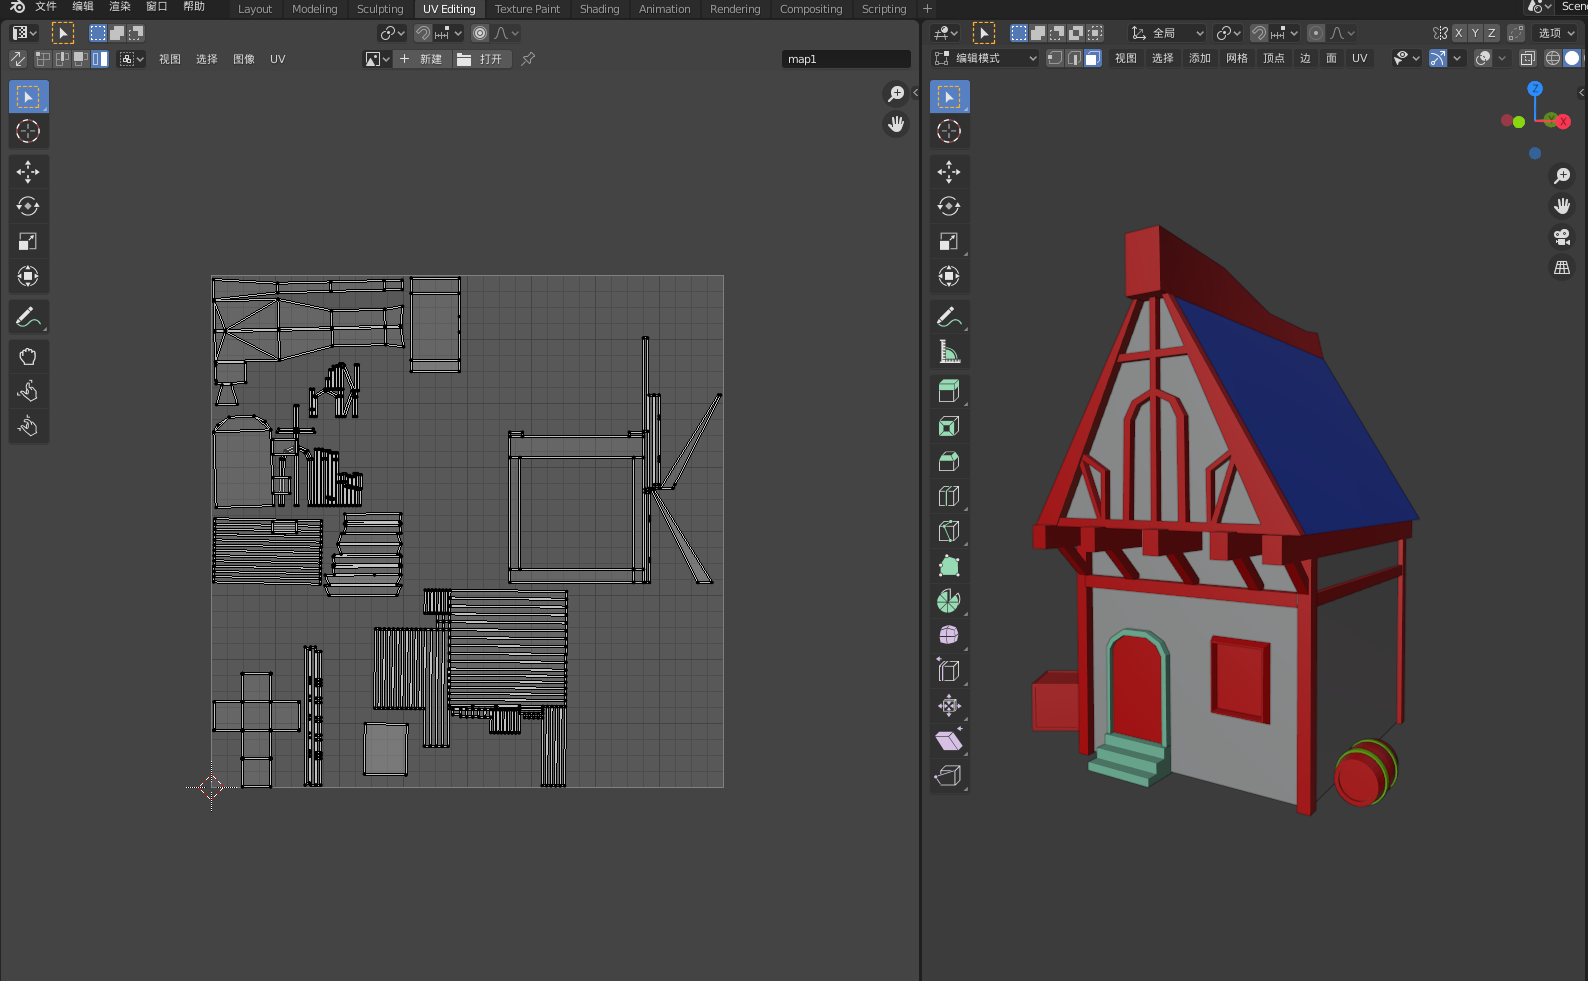 文件 编辑 渲染 窗口 帮助 Layout Modeling Sculpting UV Editing Texture Paint Shading Animation Rendering Compositing Scripting + Scene
全局 X Y Z 选项
视图 选择 图像 UV 新建 打开 map1 编辑模式 视图 选择 添加 网格 顶点 边 面 UV
Z
X